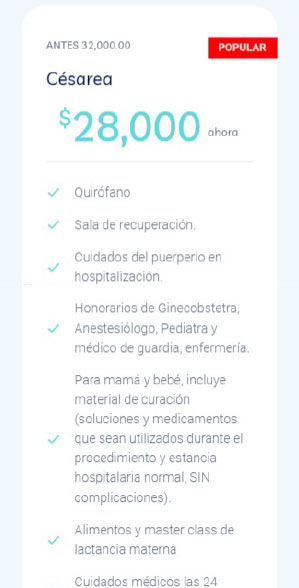 ANTES 32,000.00
POPULAR
Césarea
$28,000 ahora
Quirófano
Sala de recuperación.
Cuidados del puerperio en
hospitalización.
Honorarios de Ginecobstetra,
Anestesiólogo, Pediatra y
médico de guardia, enfermería.
Para mamá y bebé, incluye
material de curación
(soluciones y medicamentos
que sean utilizados durante el
procedimiento y estancia
hospitalaria normal, SIN
complicaciones).
Alimentos y master class de
lactancia materna
Cuidados médicos las 24